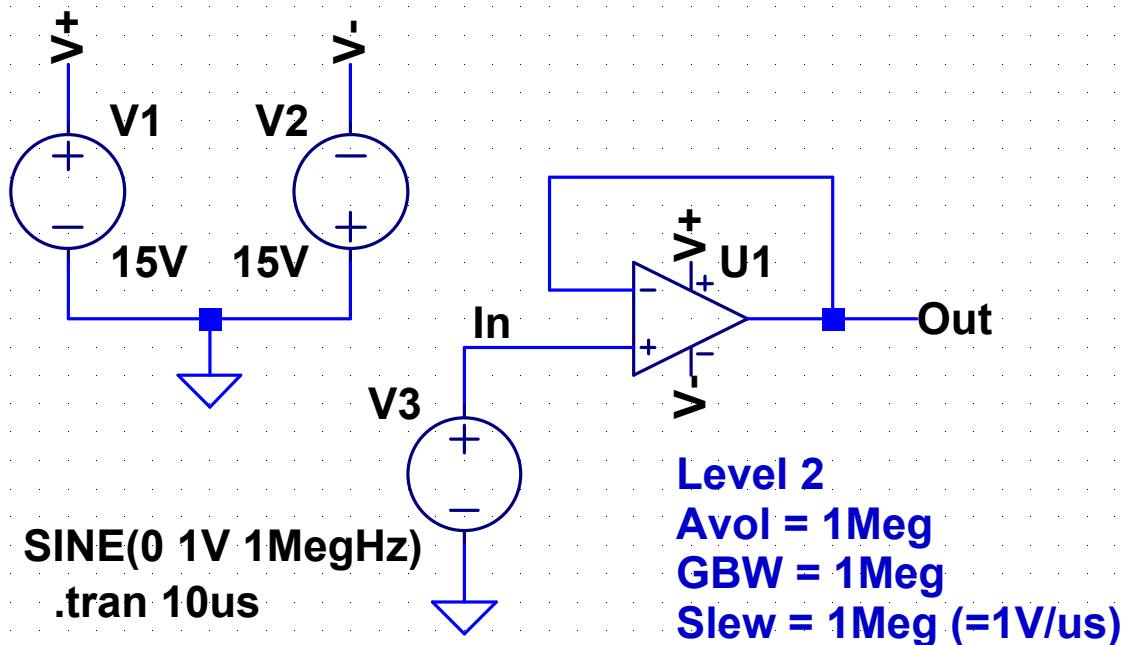 V+
V-
V1
V2
15V
15V
V+
U1
In
Out
V-
V3
SINE(0 1V 1MegHz)
.tran 10us
Level 2
Avol = 1Meg
GBW = 1Meg
Slew = 1Meg (=1V/us)